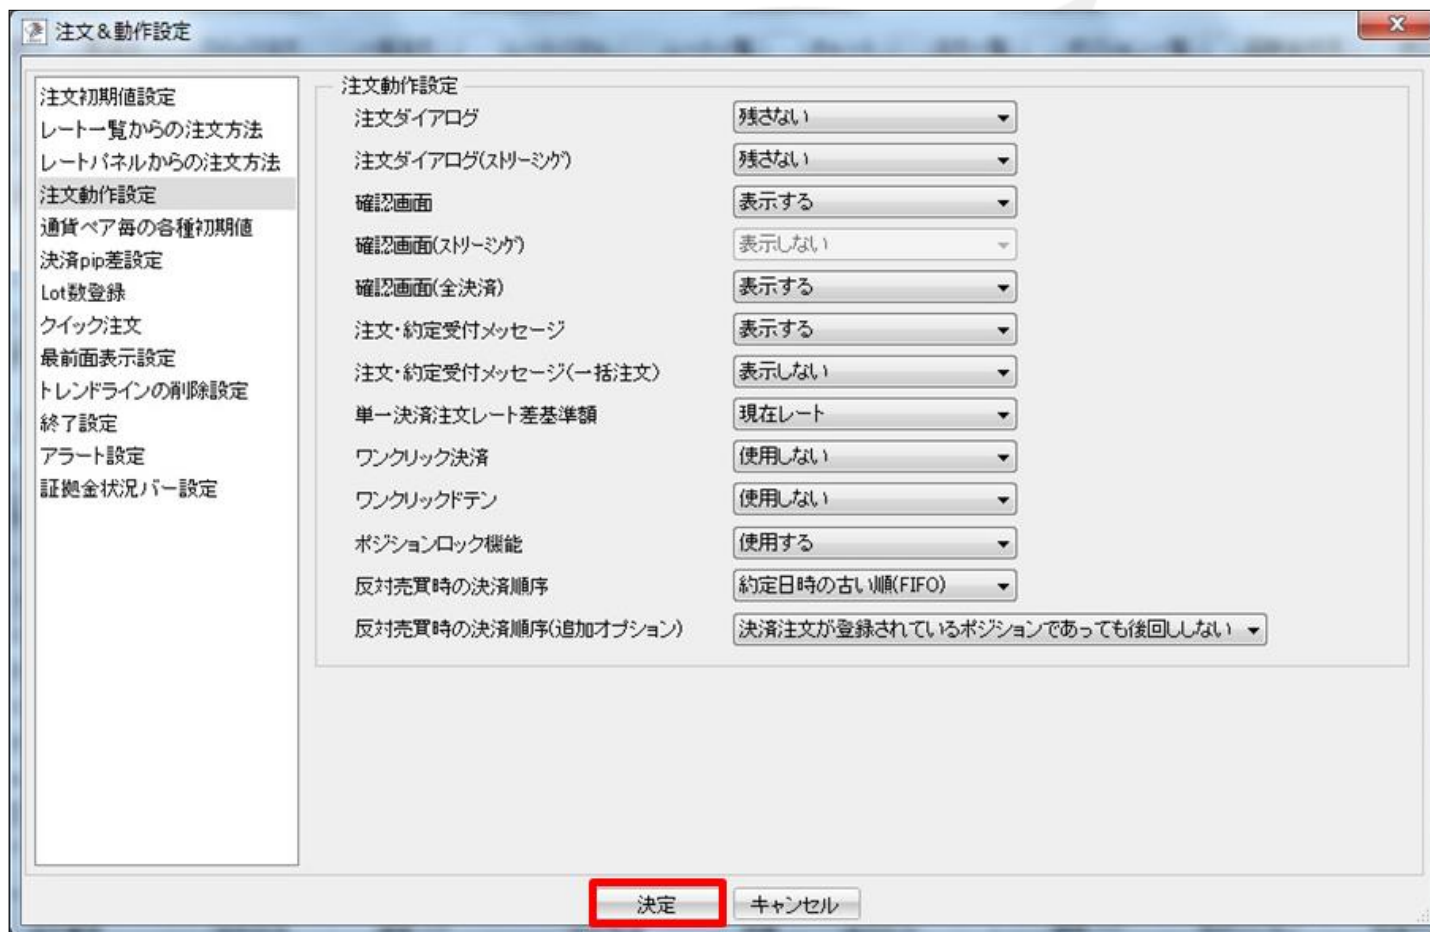 注文&動作設定
注文初期値設定
レート一覧からの注文方法
レートパネルからの注文方法
注文動作設定
通貨ペア毎の各種初期値
決済pip差設定
Lot数登録
クイック注文
最前面表示設定
トレンドラインの削除設定
終了設定
アラート設定
証拠金状況バー設定
注文動作設定
注文ダイアログ 残さない
注文ダイアログ(ストリーミング) 残さない
確認画面 表示する
確認画面(ストリーミング) 表示しない
確認画面(全決済) 表示する
注文・約定受付メッセージ 表示する
注文・約定受付メッセージ(一括注文) 表示しない
単一決済注文レート差基準額 現在レート
ワンクリック決済 使用しない
ワンクリックドテン 使用しない
ポジションロック機能 使用する
反対売買時の決済順序 約定日時の古い順(FIFO)
反対売買時の決済順序(追加オプション) 決済注文が登録されているポジションであっても後回ししない
決定 キャンセル